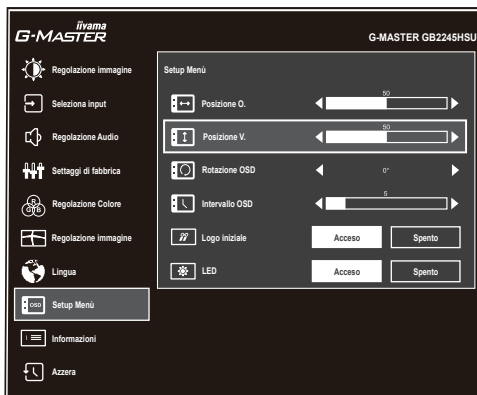 iiyama
G-MASTER
G-MASTER GB2245HSU
Regolazione immagine
Seleziona input
Regolazione Audio
Settaggi di fabbrica
Regolazione Colore
R
G B
Regolazione immagine
Lingua
OSD
Setup Menù
i
Informazioni
Azzera
Setup Menù
Posizione O.
50
Posizione V.
50
Rotazione OSD
0°
Intervallo OSD
5
Logo iniziale
Acceso
Spento
LED
Acceso
Spento